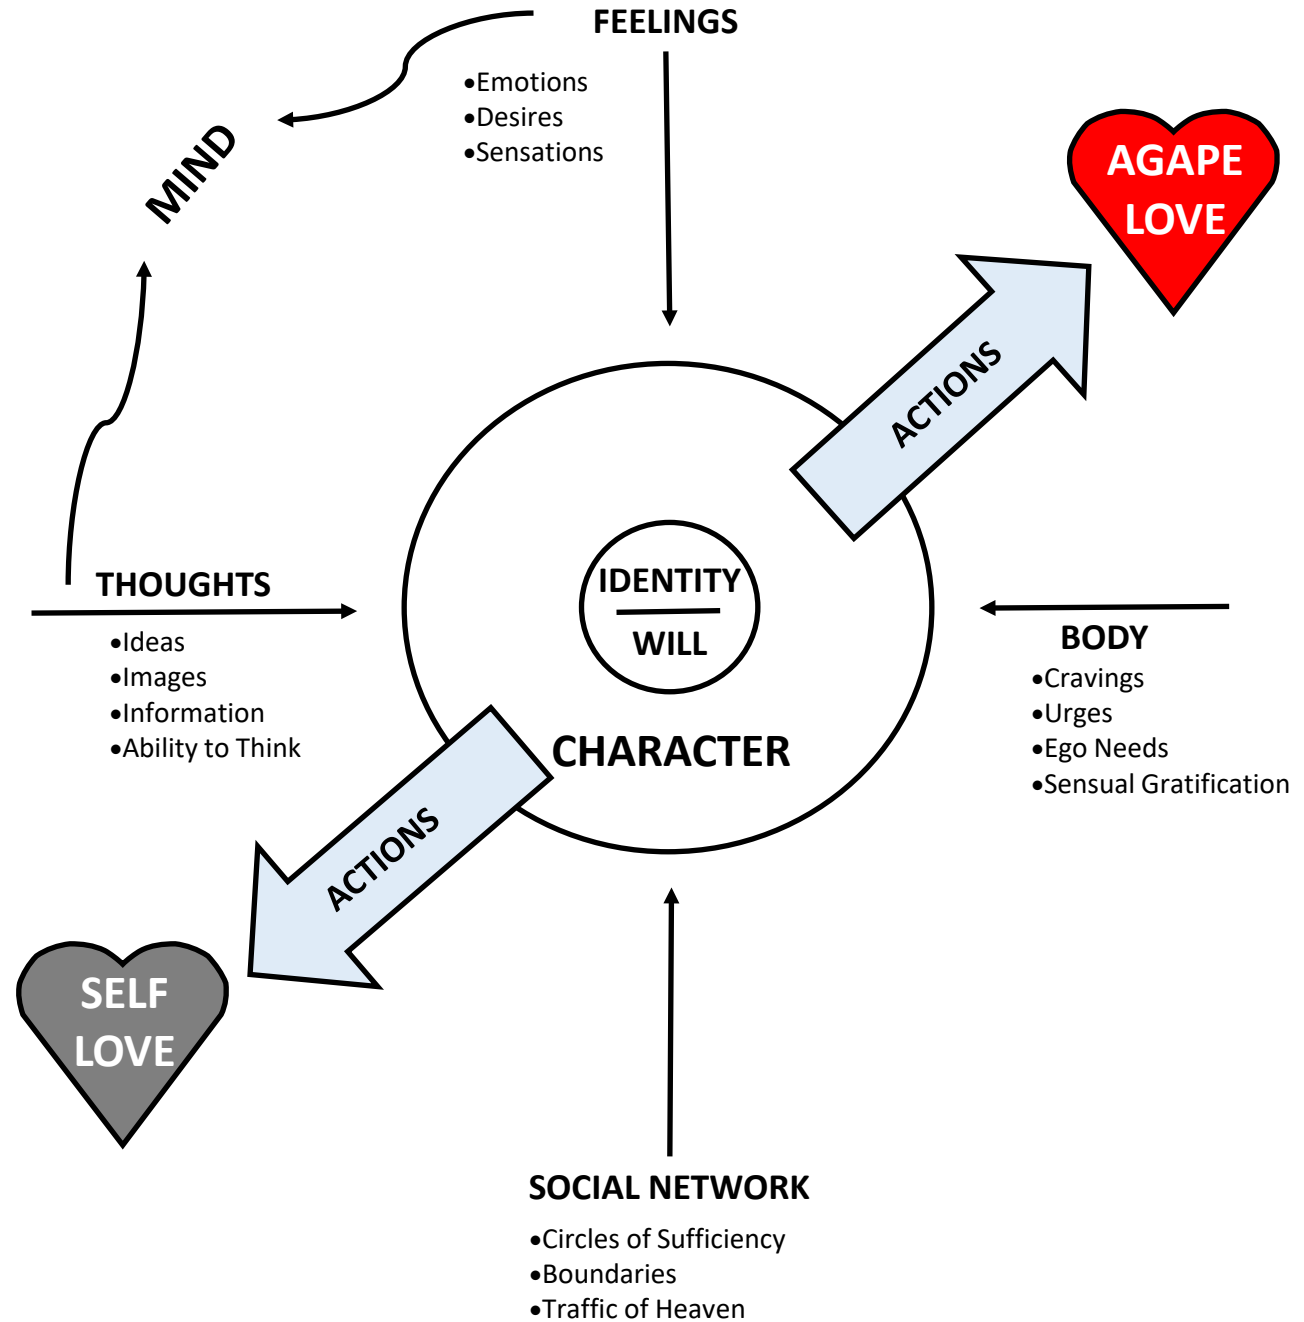 FEELINGS
•Emotions
•Desires
•Sensations
MIND
AGAPE
LOVE
ACTIONS
THOUGHTS
•Ideas
•Images
•Information
•Ability to Think
IDENTITY
WILL
CHARACTER
BODY
•Cravings
•Urges
•Ego Needs
•Sensual Gratification
ACTIONS
SELF
LOVE
SOCIAL NETWORK
•Circles of Sufficiency
•Boundaries
•Traffic of Heaven